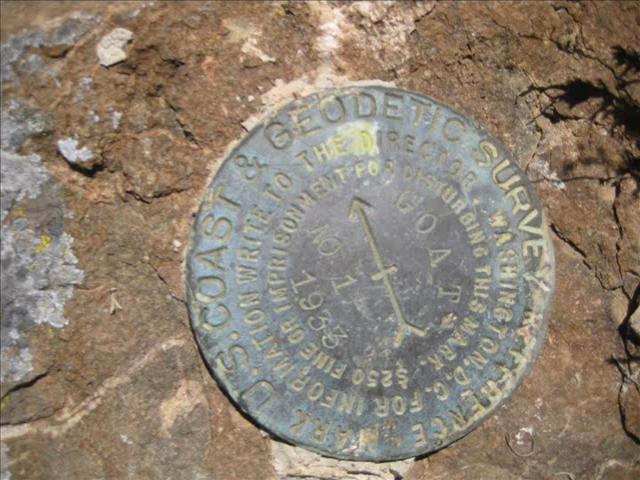 U.S. COAST & GEODETIC SURVEY REFERENCE MARK
FOR INFORMATION WRITE TO THE DIRECTOR, WASHINGTON, D.C.
$250 FINE OR IMPRISONMENT FOR DISTURBING THIS MARK.
GOAT
NO 1
1933